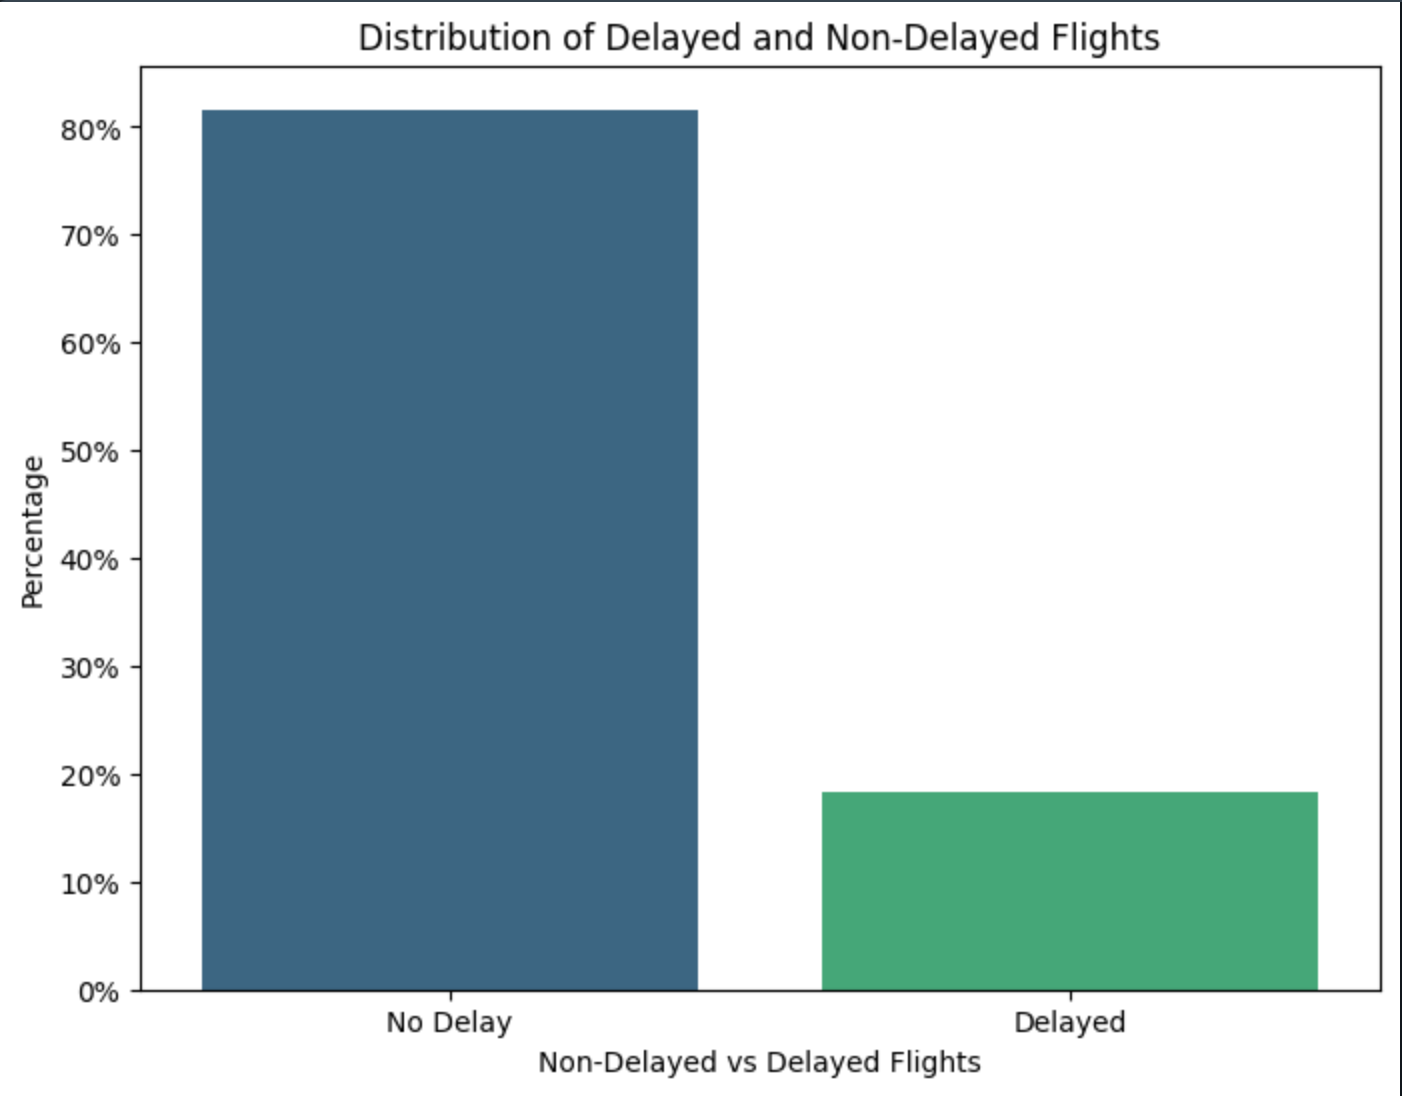 Distribution of Delayed and Non-Delayed Flights
80%
70%
60%
50%
40%
30%
20%
10%
0%
Percentage
No Delay
Delayed
Non-Delayed vs Delayed Flights